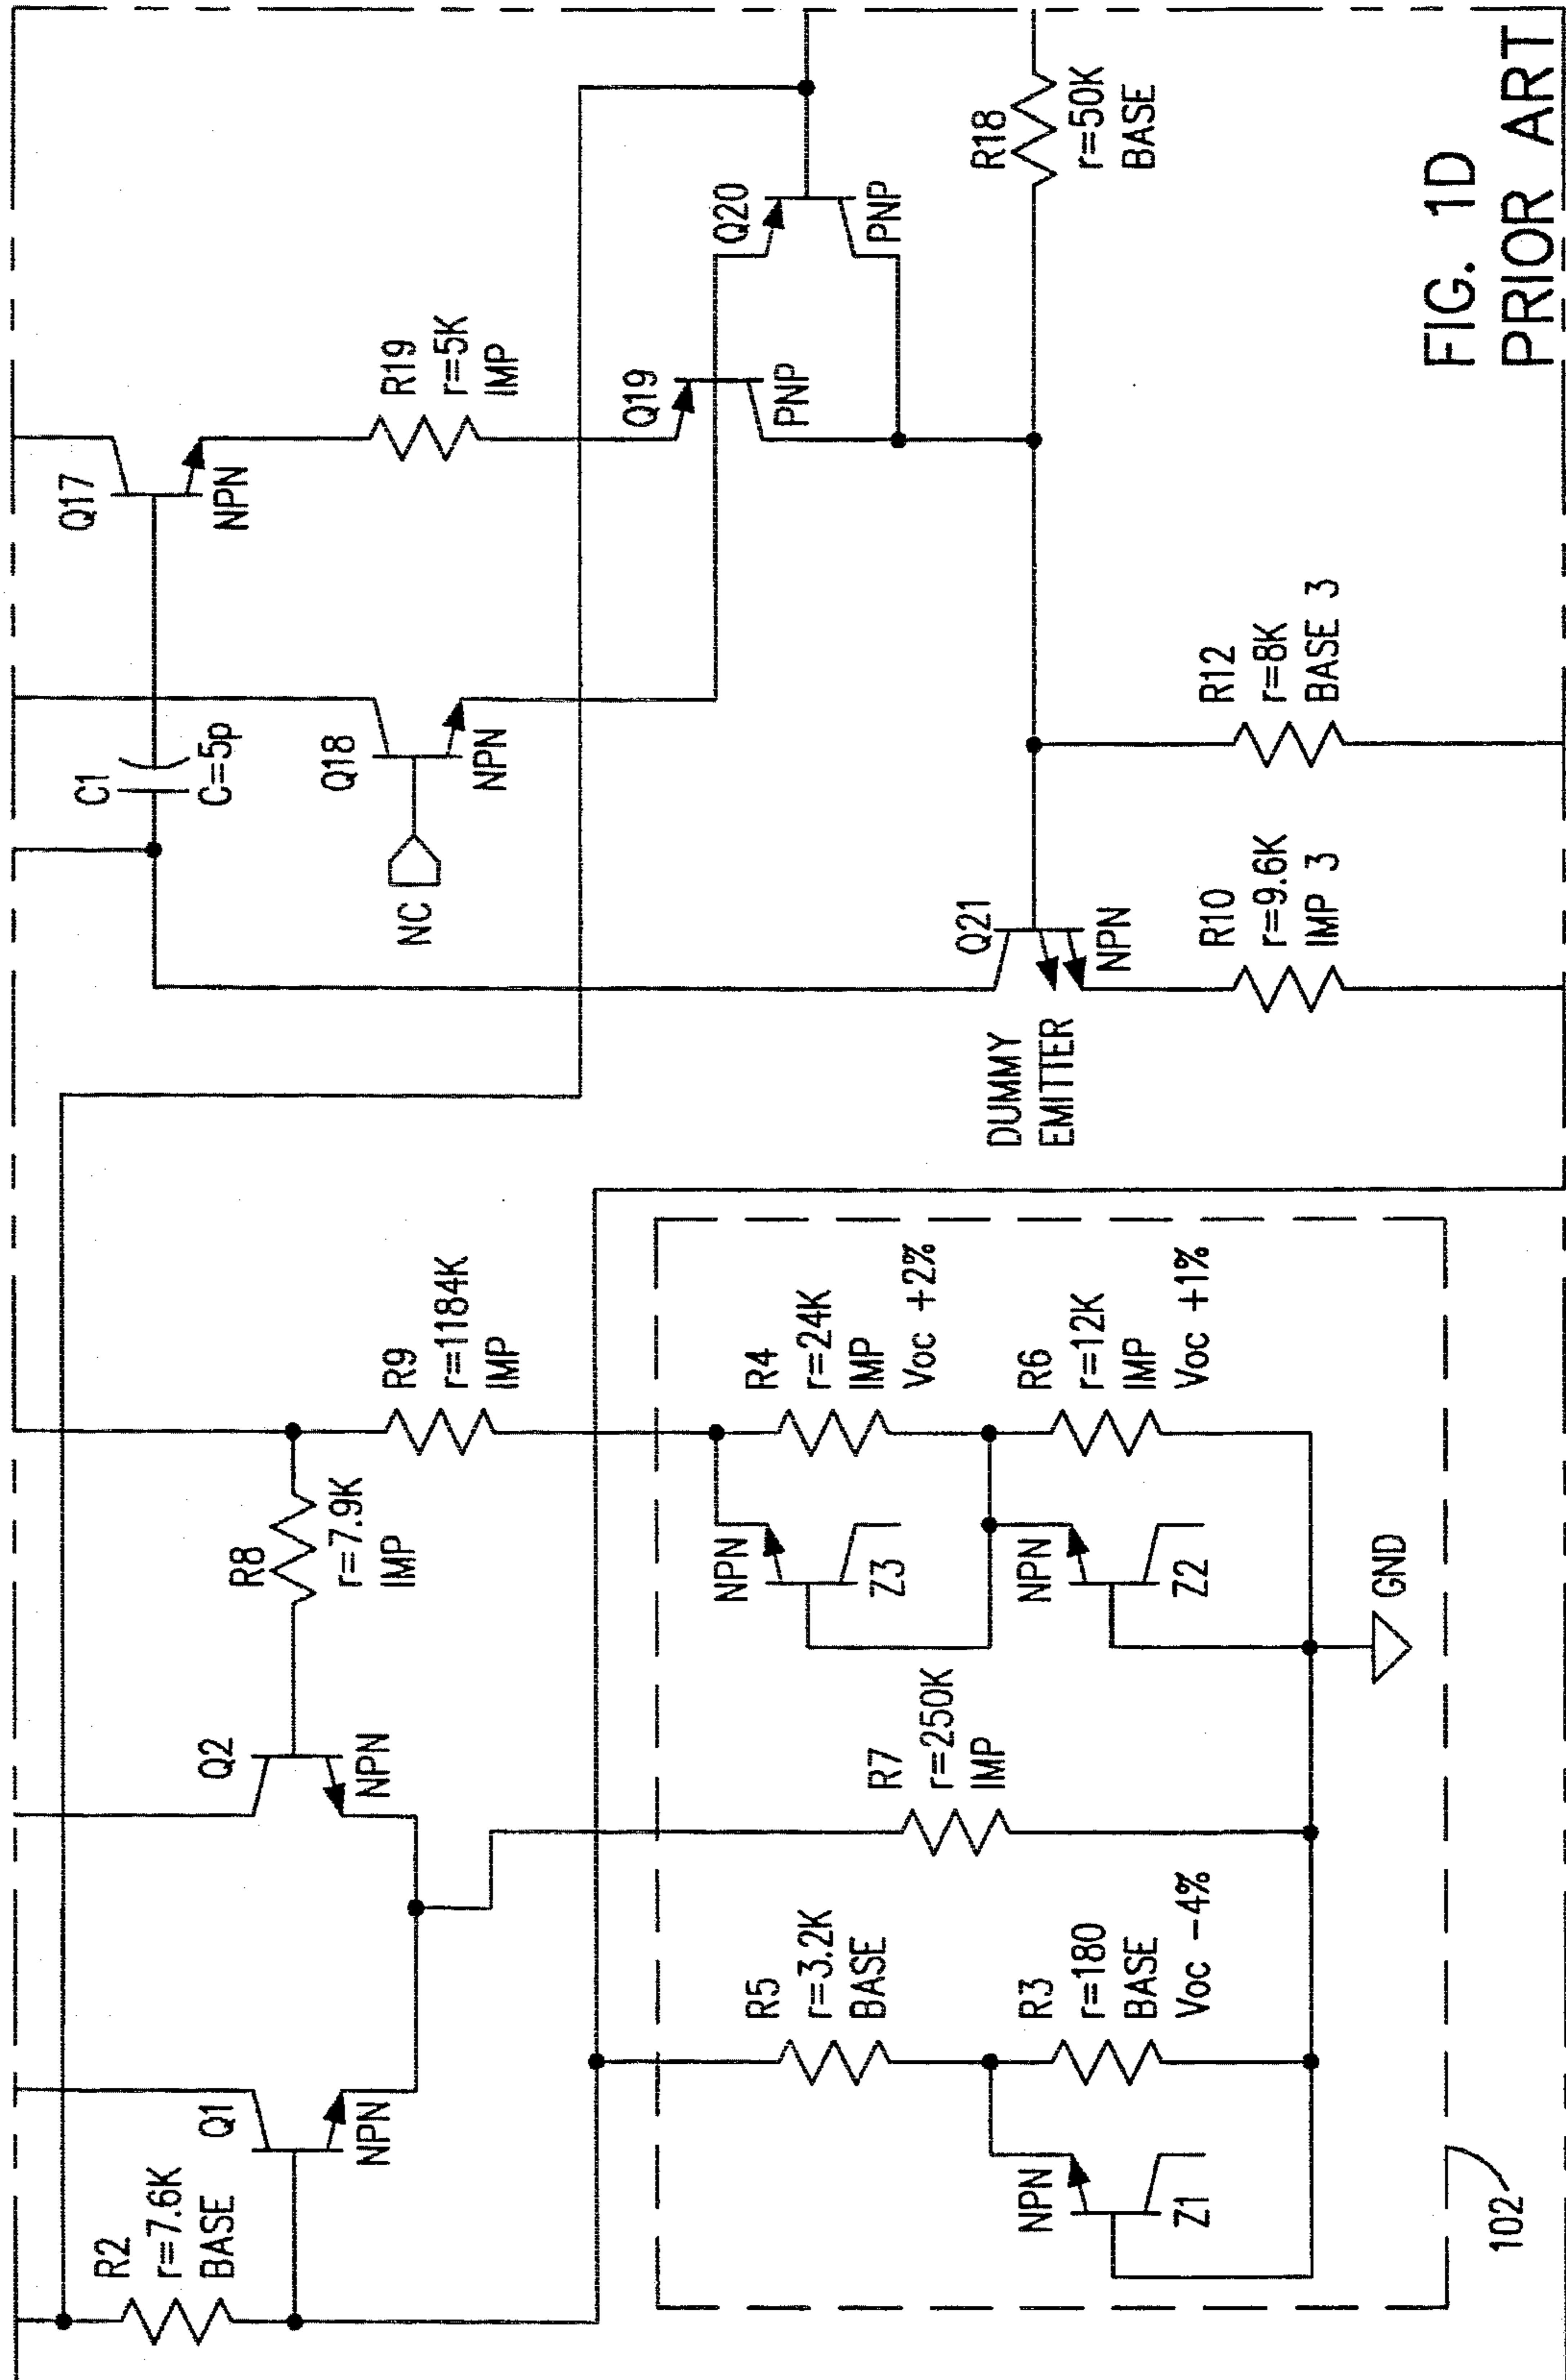 R2
r=7.6K
BASE
Q1
NPN
Q2
NPN
R8
r=7.9K
IMP
R9
r=1184K
IMP
C1
C=5p
Q17
NPN
Q18
NPN
NC
R19
r=5K
IMP
Q19
PNP
Q20
PNP
R18
r=50K
BASE
Q21
NPN
DUMMY
EMITTER
R10
r=9.6K
IMP 3
R12
r=8K
BASE 3
R5
r=3.2K
BASE
R3
r=180
BASE
Voc -4%
NPN
Z1
R7
r=250K
IMP
NPN
Z3
R4
r=24K
IMP
Voc +2%
NPN
Z2
R6
r=12K
IMP
Voc +1%
GND
102
FIG. 1D
PRIOR ART